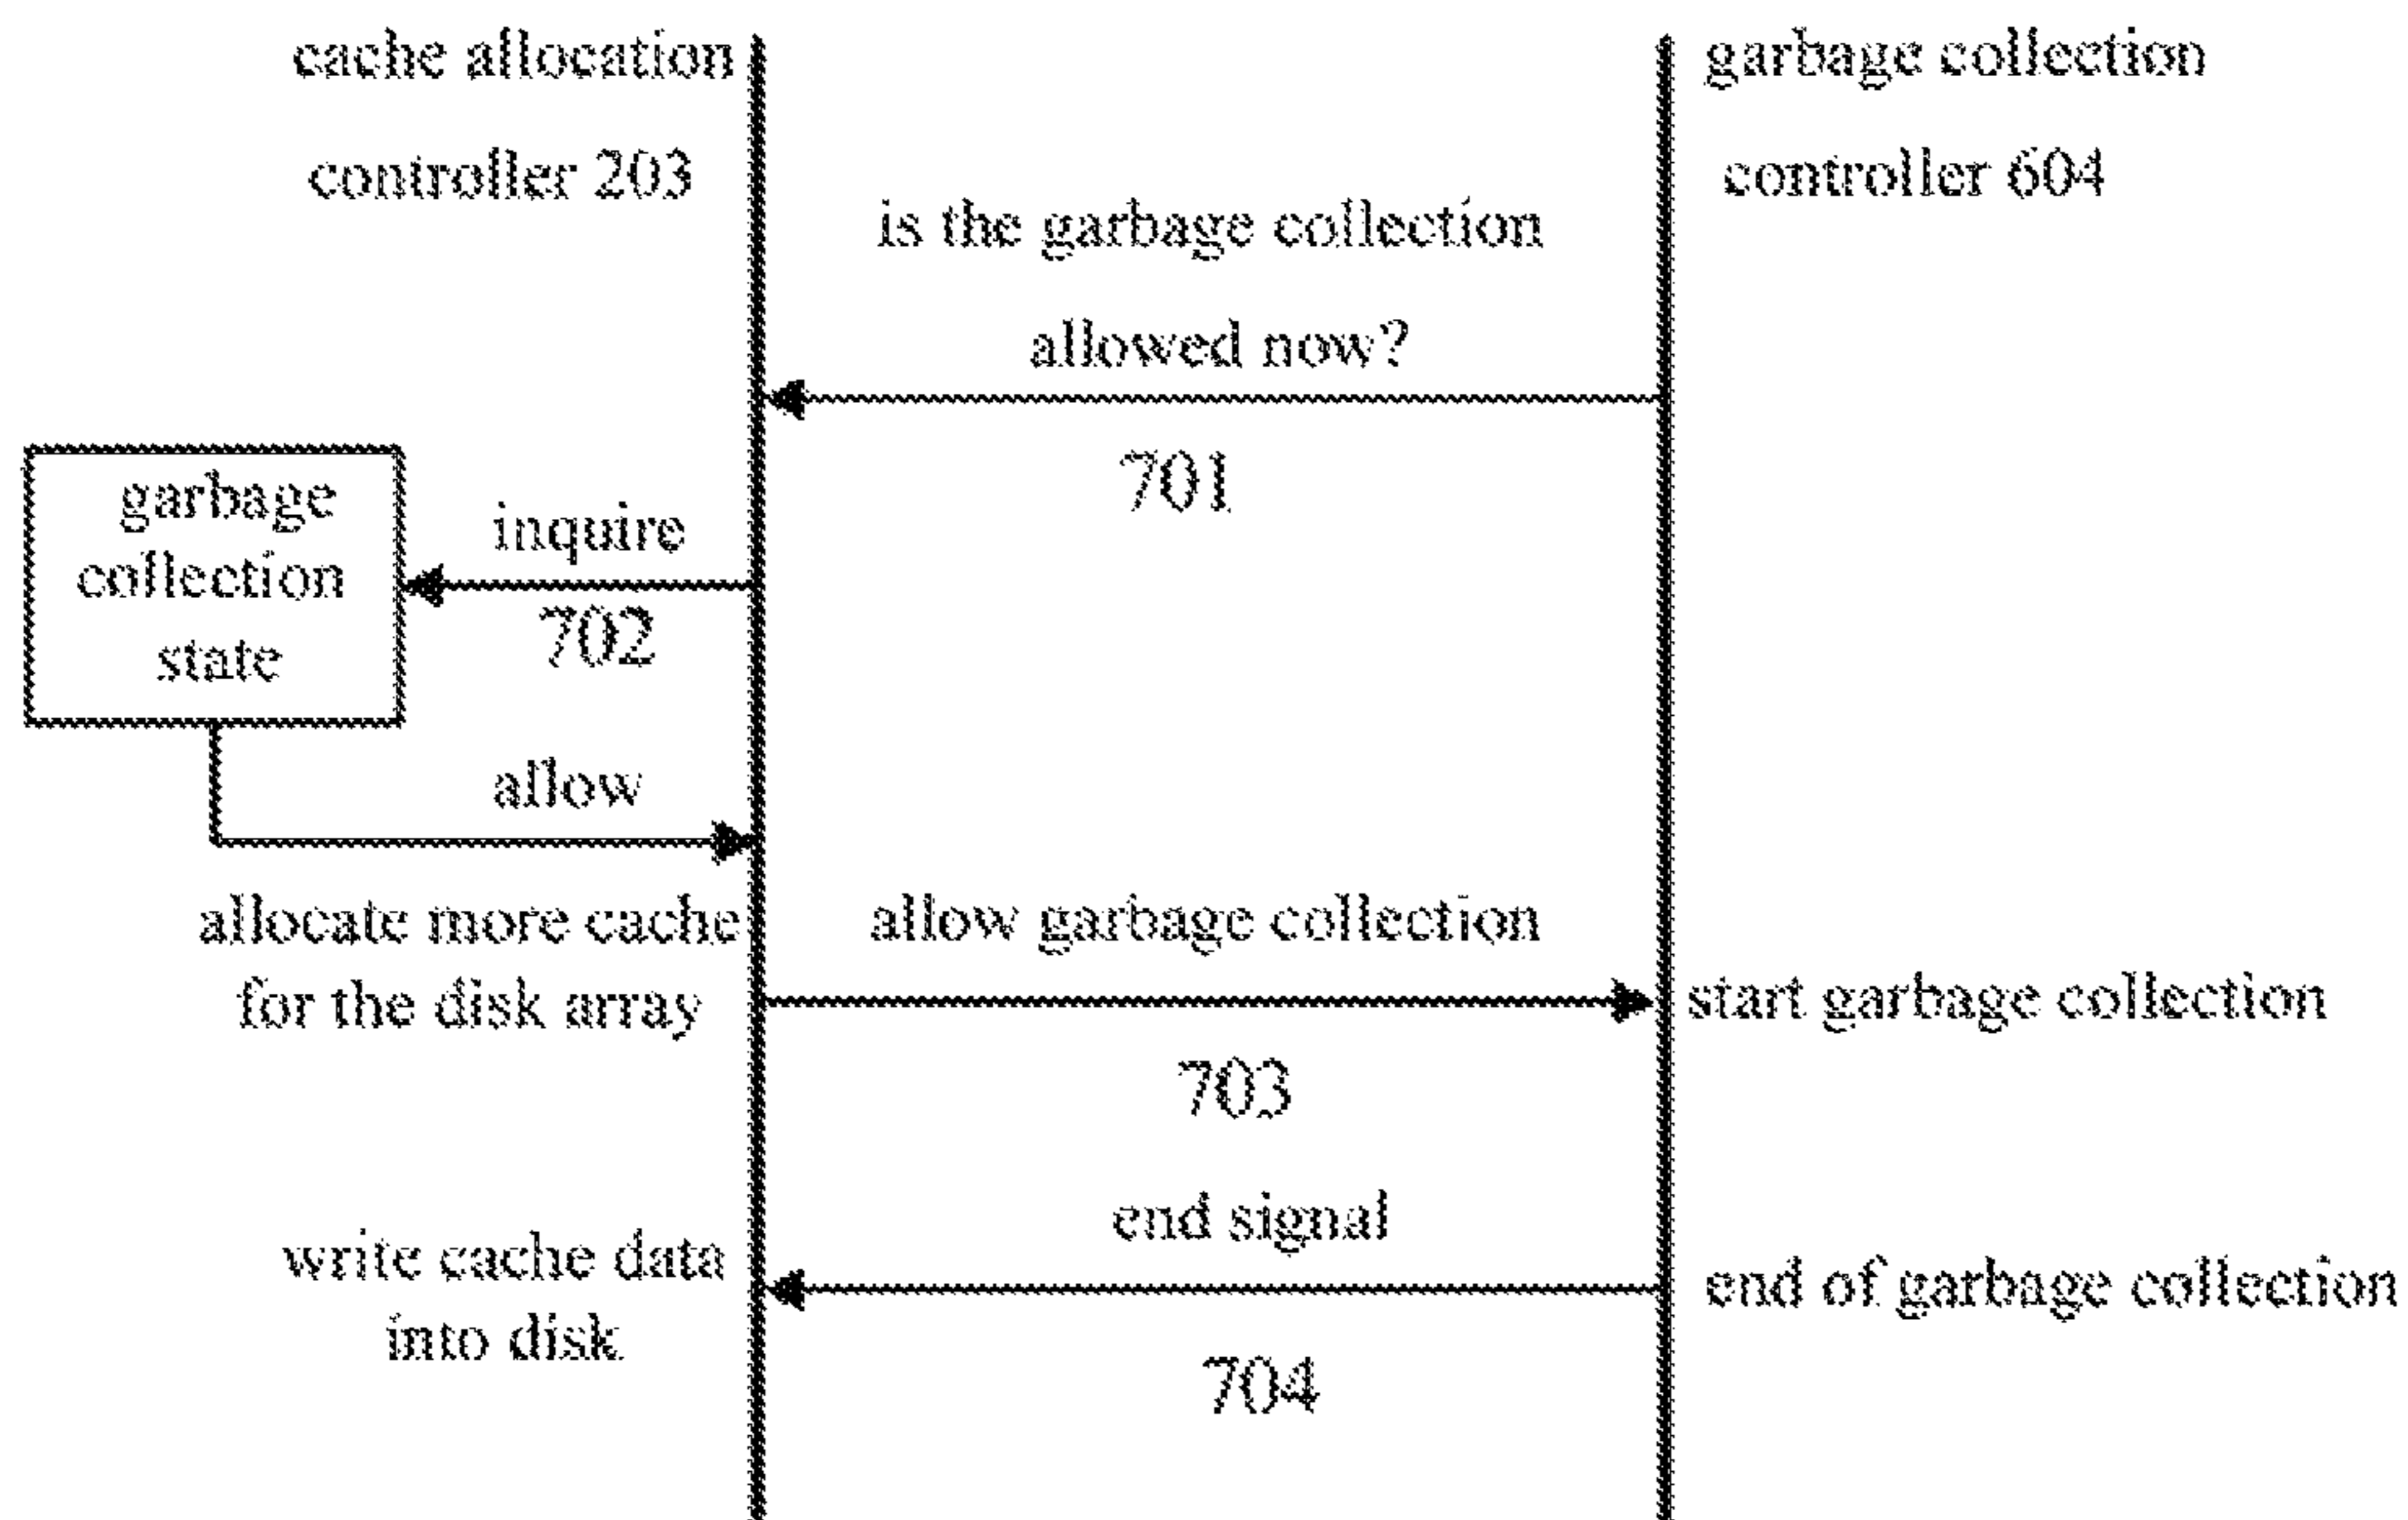 cache allocation
controller 203
garbage collection
controller 604
is the garbage collection
allowed now?
701
garbage
collection
state
inquire
702
allow
allocate more cache
for the disk array
allow garbage collection
703
start garbage collection
end signal
704
write cache data
into disk
end of garbage collection